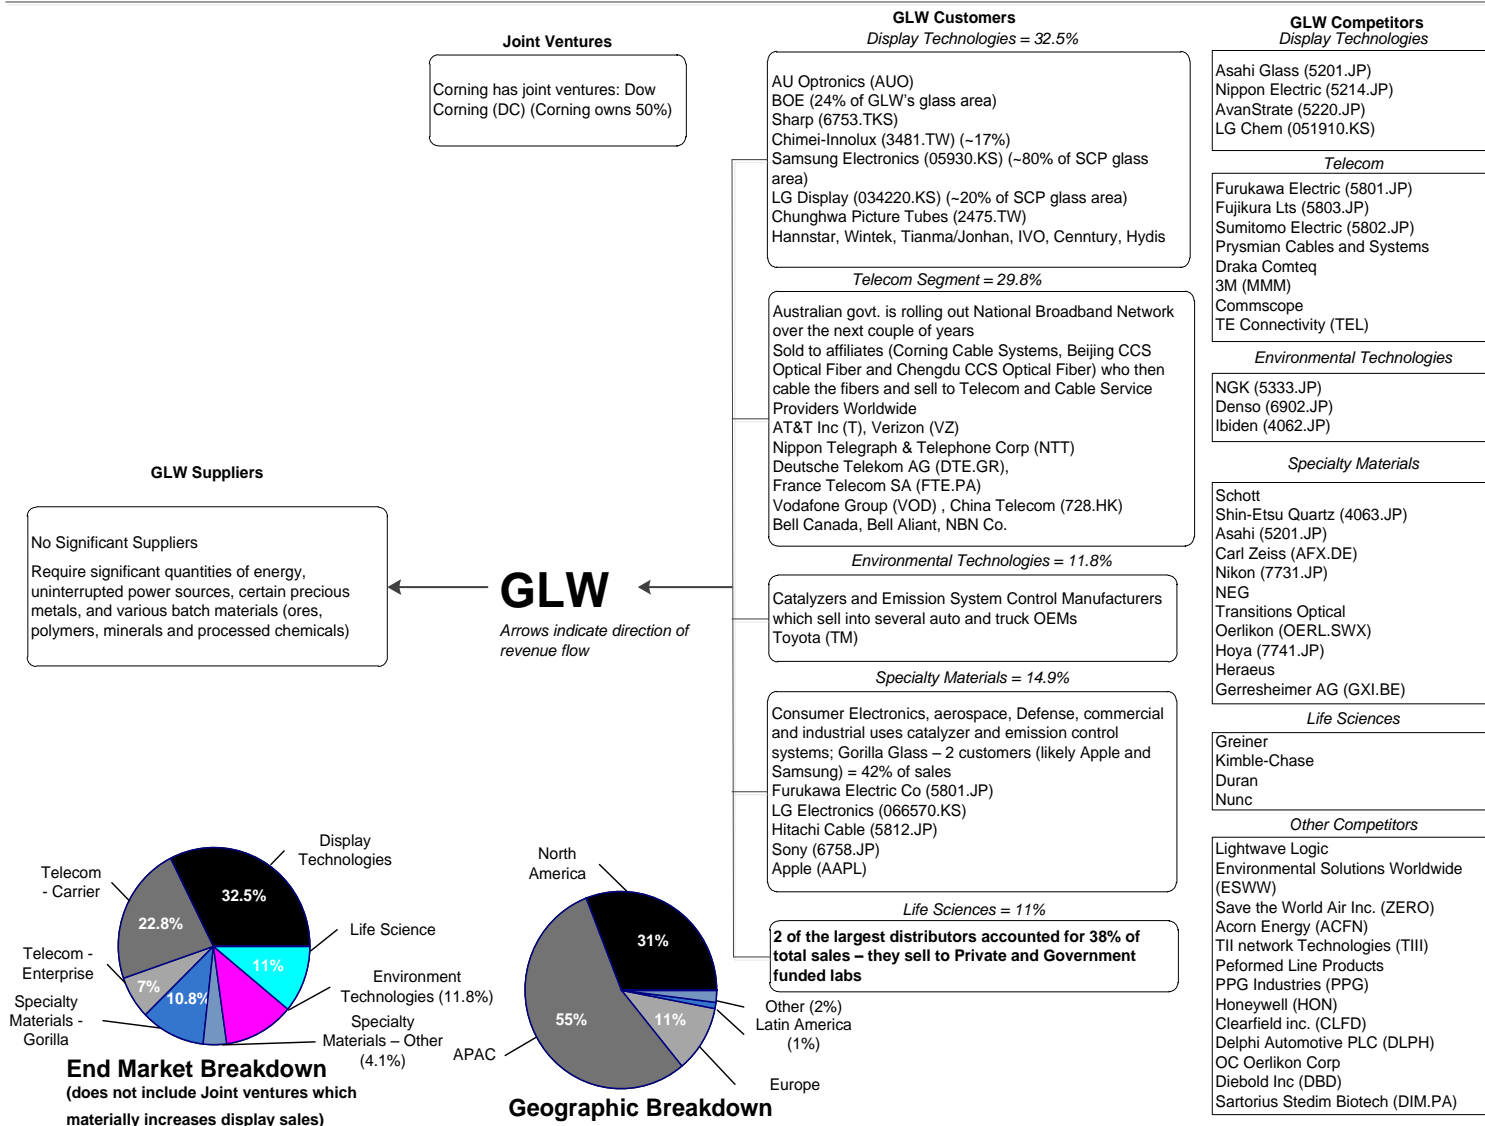 Joint Ventures
Corning has joint ventures: Dow
Corning (DC) (Corning owns 50%)
GLW Suppliers
No Significant Suppliers
Require significant quantities of energy,
uninterrupted power sources, certain precious
metals, and various batch materials (ores,
polymers, minerals and processed chemicals)
GLW
Arrows indicate direction of
revenue flow
GLW Customers
Display Technologies = 32.5%
AU Optronics (AUO)
BOE (24% of GLW's glass area)
Sharp (6753.TKS)
Chimei-Innolux (3481.TW) (~17%)
Samsung Electronics (05930.KS) (~80% of SCP glass
area)
LG Display (034220.KS) (~20% of SCP glass area)
Chunghwa Picture Tubes (2475.TW)
Hannstar, Wintek, Tianma/Jonhan, IVO, Cenntury, Hydis
Telecom Segment = 29.8%
Australian govt. is rolling out National Broadband Network
over the next couple of years
Sold to affiliates (Corning Cable Systems, Beijing CCS
Optical Fiber and Chengdu CCS Optical Fiber) who then
cable the fibers and sell to Telecom and Cable Service
Providers Worldwide
AT&T Inc (T), Verizon (VZ)
Nippon Telegraph & Telephone Corp (NTT)
Deutsche Telekom AG (DTE.GR),
France Telecom SA (FTE.PA)
Vodafone Group (VOD) , China Telecom (728.HK)
Bell Canada, Bell Aliant, NBN Co.
Environmental Technologies = 11.8%
Catalyzers and Emission System Control Manufacturers
which sell into several auto and truck OEMs
Toyota (TM)
Specialty Materials = 14.9%
Consumer Electronics, aerospace, Defense, commercial
and industrial uses catalyzer and emission control
systems; Gorilla Glass – 2 customers (likely Apple and
Samsung) = 42% of sales
Furukawa Electric Co (5801.JP)
LG Electronics (066570.KS)
Hitachi Cable (5812.JP)
Sony (6758.JP)
Apple (AAPL)
Life Sciences = 11%
2 of the largest distributors accounted for 38% of
total sales – they sell to Private and Government
funded labs
GLW Competitors
Display Technologies
Asahi Glass (5201.JP)
Nippon Electric (5214.JP)
AvanStrate (5220.JP)
LG Chem (051910.KS)
Telecom
Furukawa Electric (5801.JP)
Fujikura Lts (5803.JP)
Sumitomo Electric (5802.JP)
Prysmian Cables and Systems
Draka Comteq
3M (MMM)
Commscope
TE Connectivity (TEL)
Environmental Technologies
NGK (5333.JP)
Denso (6902.JP)
Ibiden (4062.JP)
Specialty Materials
Schott
Shin-Etsu Quartz (4063.JP)
Asahi (5201.JP)
Carl Zeiss (AFX.DE)
Nikon (7731.JP)
NEG
Transitions Optical
Oerlikon (OERL.SWX)
Hoya (7741.JP)
Heraeus
Gerresheimer AG (GXI.BE)
Life Sciences
Greiner
Kimble-Chase
Duran
Nunc
Other Competitors
Lightwave Logic
Environmental Solutions Worldwide
(ESWW)
Save the World Air Inc. (ZERO)
Acorn Energy (ACFN)
TII network Technologies (TIII)
Peformed Line Products
PPG Industries (PPG)
Honeywell (HON)
Clearfield inc. (CLFD)
Delphi Automotive PLC (DLPH)
OC Oerlikon Corp
Diebold Inc (DBD)
Sartorius Stedim Biotech (DIM.PA)
Display
Technologies
32.5%
Telecom
- Carrier
22.8%
Telecom -
Enterprise
7%
Specialty
Materials -
Gorilla
10.8%
Life Science
11%
Environment
Technologies (11.8%)
Specialty
Materials – Other
(4.1%)
End Market Breakdown
(does not include Joint ventures which
materially increases display sales)
North
America
31%
55%
APAC
11%
Europe
Other (2%)
Latin America
(1%)
Geographic Breakdown